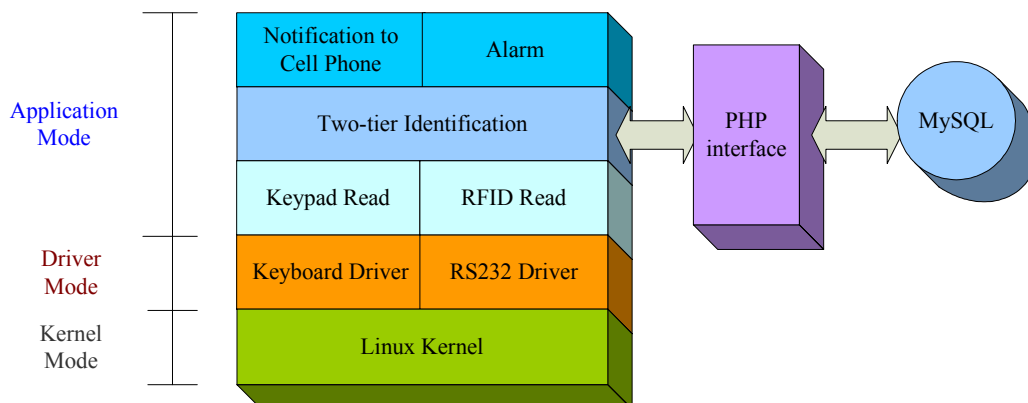 Application
Mode
Driver
Mode
Kernel
Mode
Notification to
Cell Phone
Alarm
Two-tier Identification
Keypad Read
RFID Read
Keyboard Driver
RS232 Driver
Linux Kernel
PHP
interface
MySQL